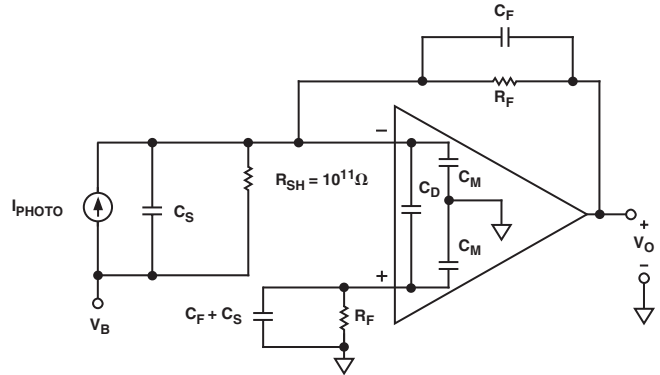 C_F
R_F
−
I_PHOTO
C_S
R_SH = 10^11Ω
C_D
C_M
C_M
+
V_O
−
+
V_B
C_F + C_S
R_F